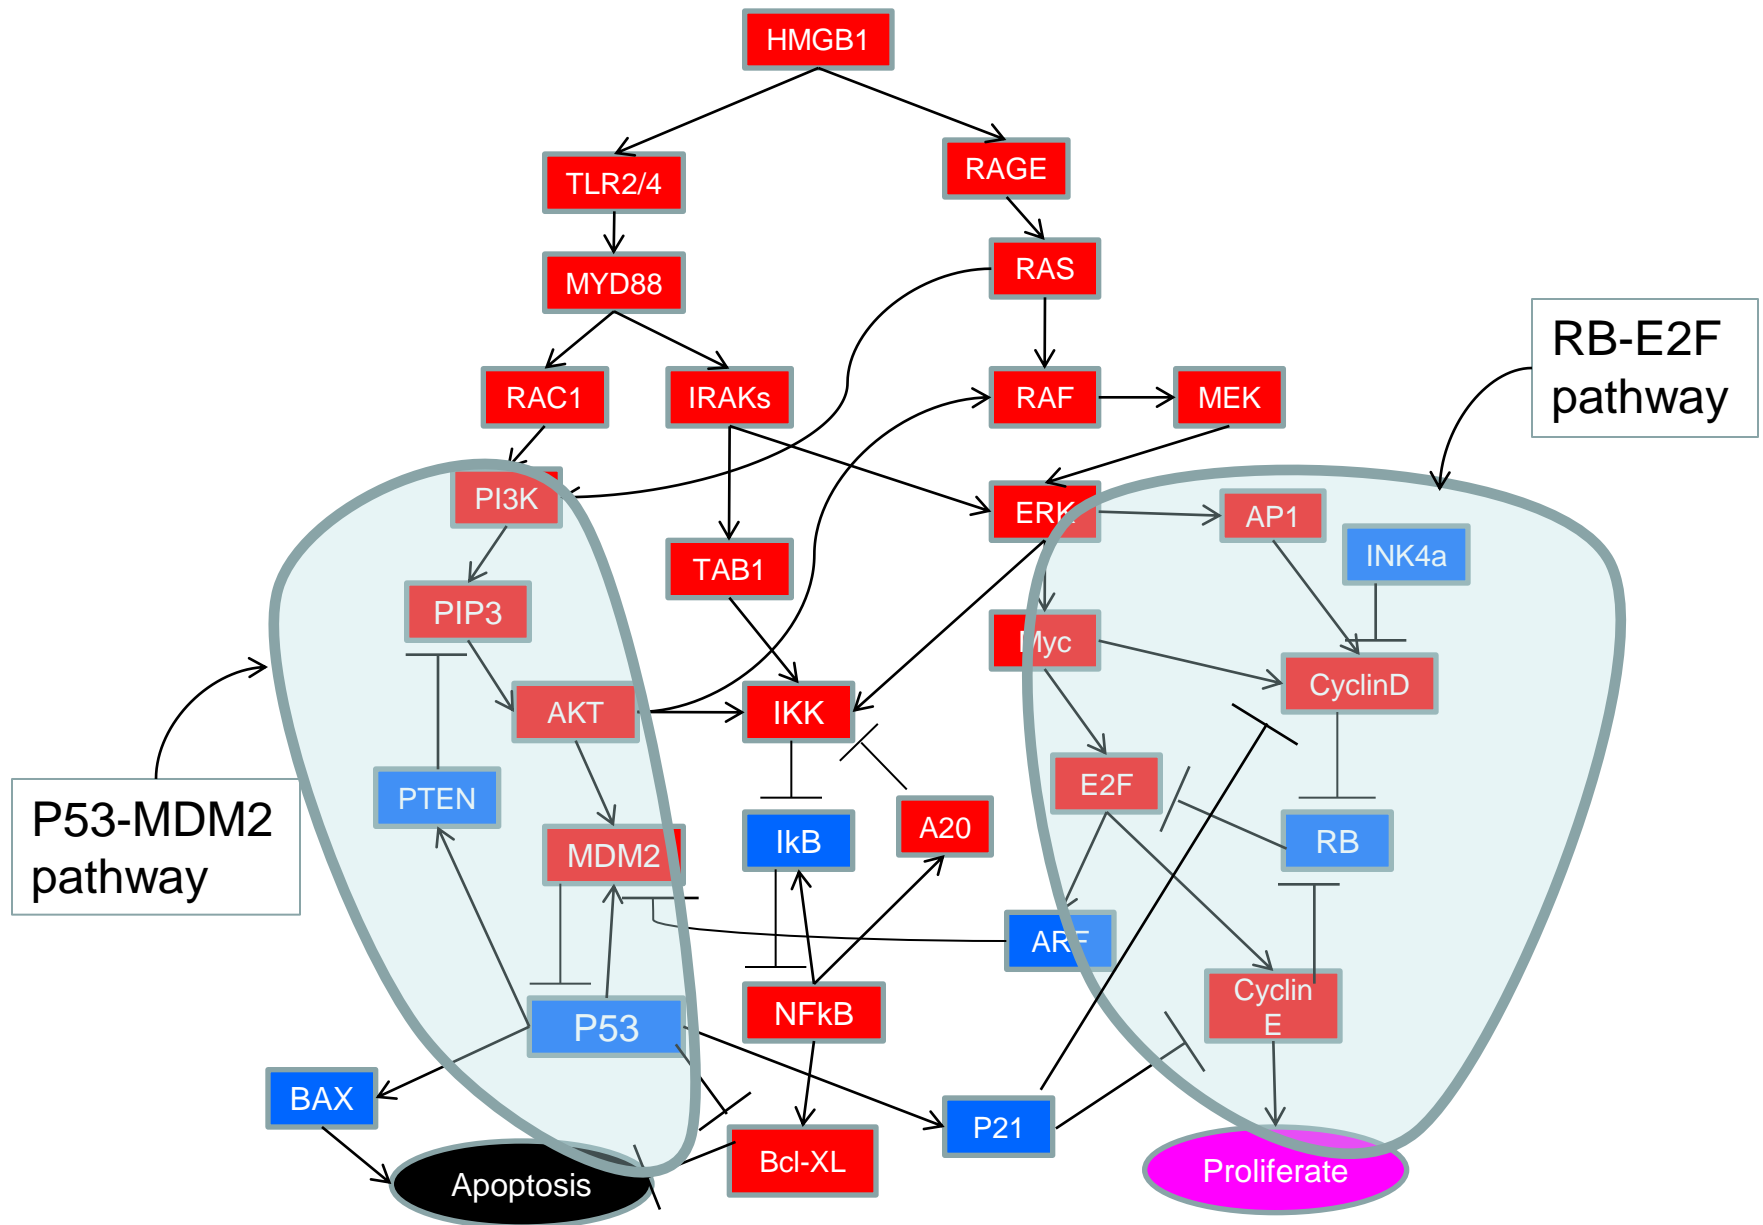 HMGB1
TLR2/4
RAGE
MYD88
RAS
RB-E2F
pathway
RAC1
IRAKs
RAF
MEK
PI3K
ERK
AP1
INK4a
TAB1
PIP3
Myc
CyclinD
AKT
IKK
E2F
PTEN
P53-MDM2
pathway
MDM2
IkB
A20
RB
ARF
Cyclin
E
NFkB
P53
BAX
P21
Bcl-XL
Apoptosis
Proliferate